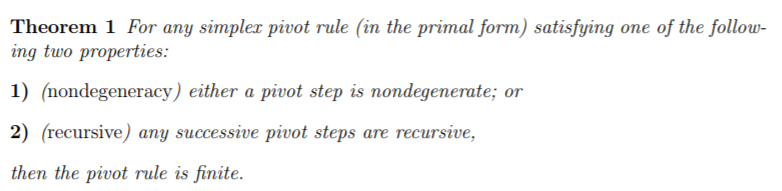 Theorem 1 For any simplex pivot rule (in the primal form) satisfying one of the follow-
ing two properties:
1) (nondegeneracy) either a pivot step is nondegenerate; or
2) (recursive) any successive pivot steps are recursive,
then the pivot rule is finite.